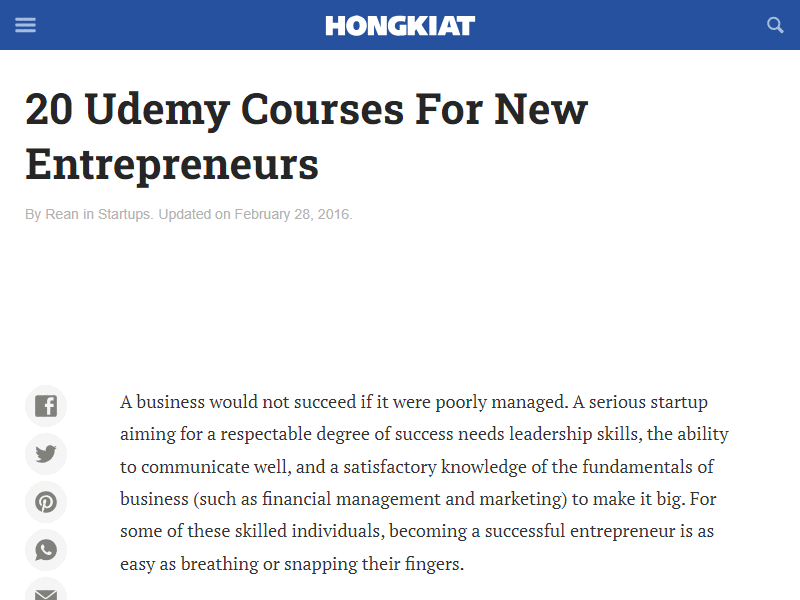 HONGKIAT
20 Udemy Courses For New
Entrepreneurs
By Rean in Startups. Updated on February 28, 2016.
A business would not succeed if it were poorly managed. A serious startup
aiming for a respectable degree of success needs leadership skills, the ability
to communicate well, and a satisfactory knowledge of the fundamentals of
business (such as financial management and marketing) to make it big. For
some of these skilled individuals, becoming a successful entrepreneur is as
easy as breathing or snapping their fingers.